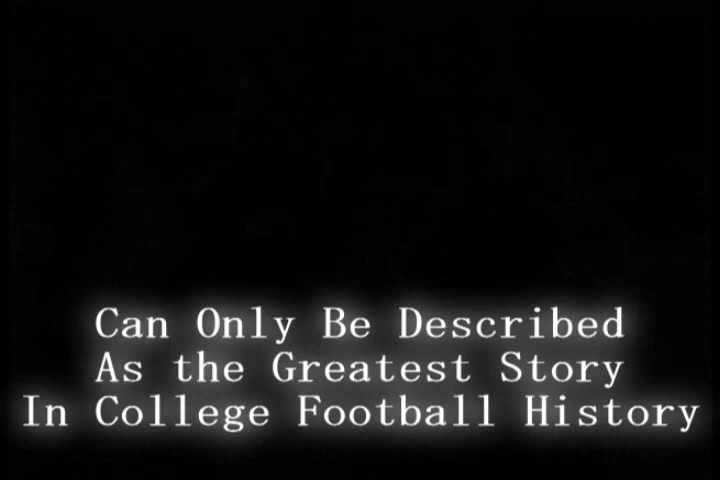 Can Only Be Described
As the Greatest Story
In College Football History